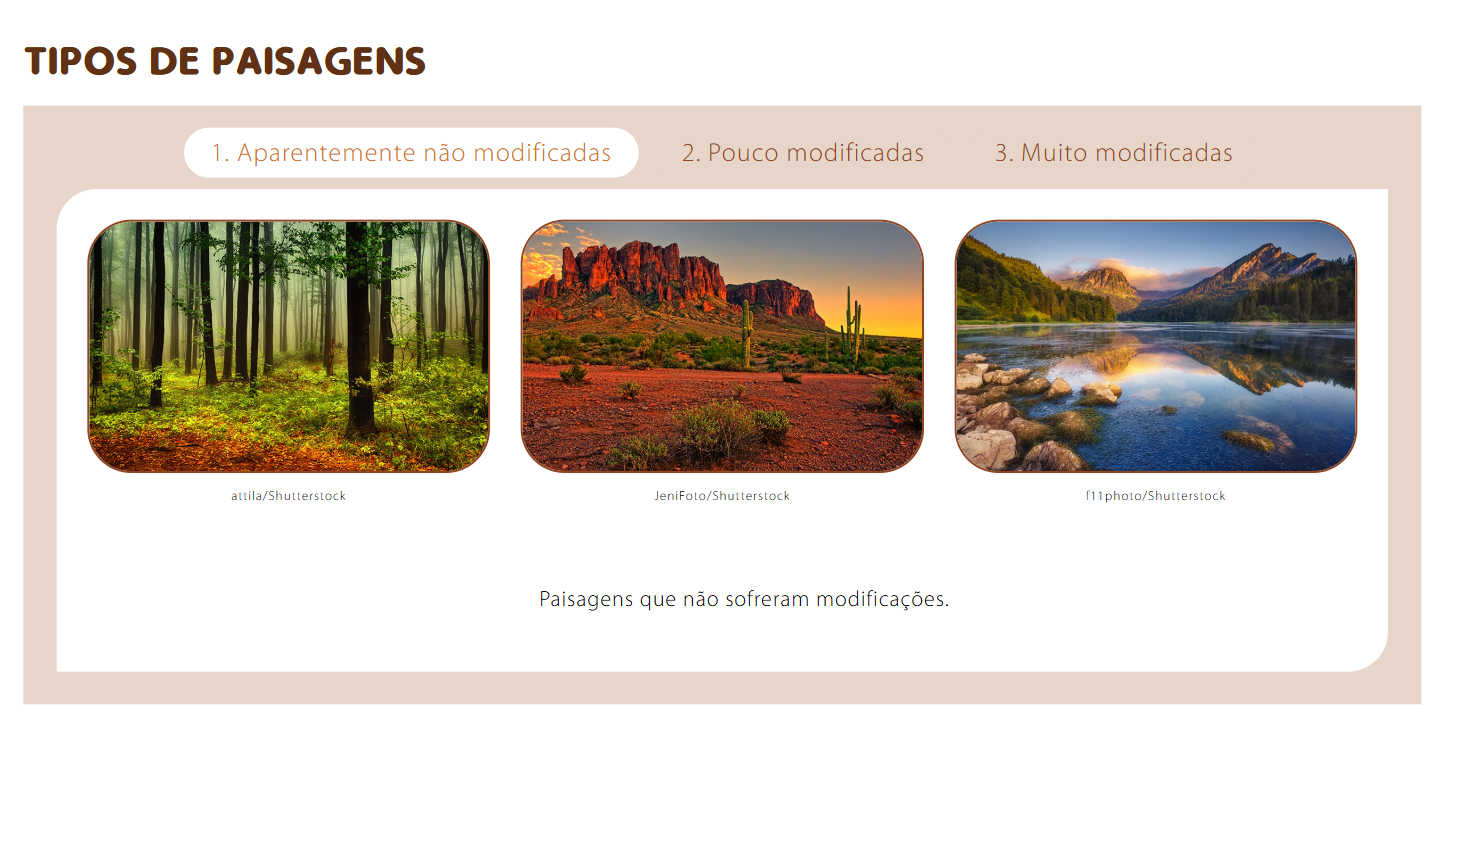 TIPOS DE PAISAGENS
1. Aparentemente não modificadas
2. Pouco modificadas
3. Muito modificadas
attila/Shutterstock
JeniFoto/Shutterstock
f11photo/Shutterstock
Paisagens que não sofreram modificações.